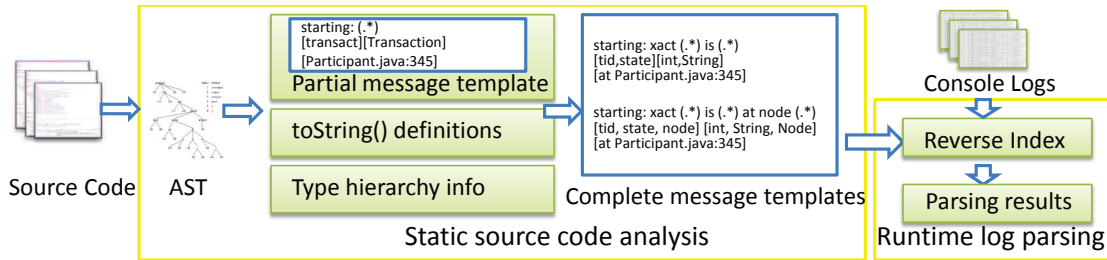 starting: (.*)
[transact][Transaction]
[Participant.java:345]
Partial message template
toString() definitions
Type hierarchy info
starting: xact (.*) is (.*)
[tid,state][int,String]
[at Participant.java:345]
starting: xact (.*) is (.*) at node (.*)
[tid, state, node] [int, String, Node]
[at Participant.java:345]
Complete message templates
Console Logs
Reverse Index
Parsing results
Source Code
AST
Static source code analysis
Runtime log parsing